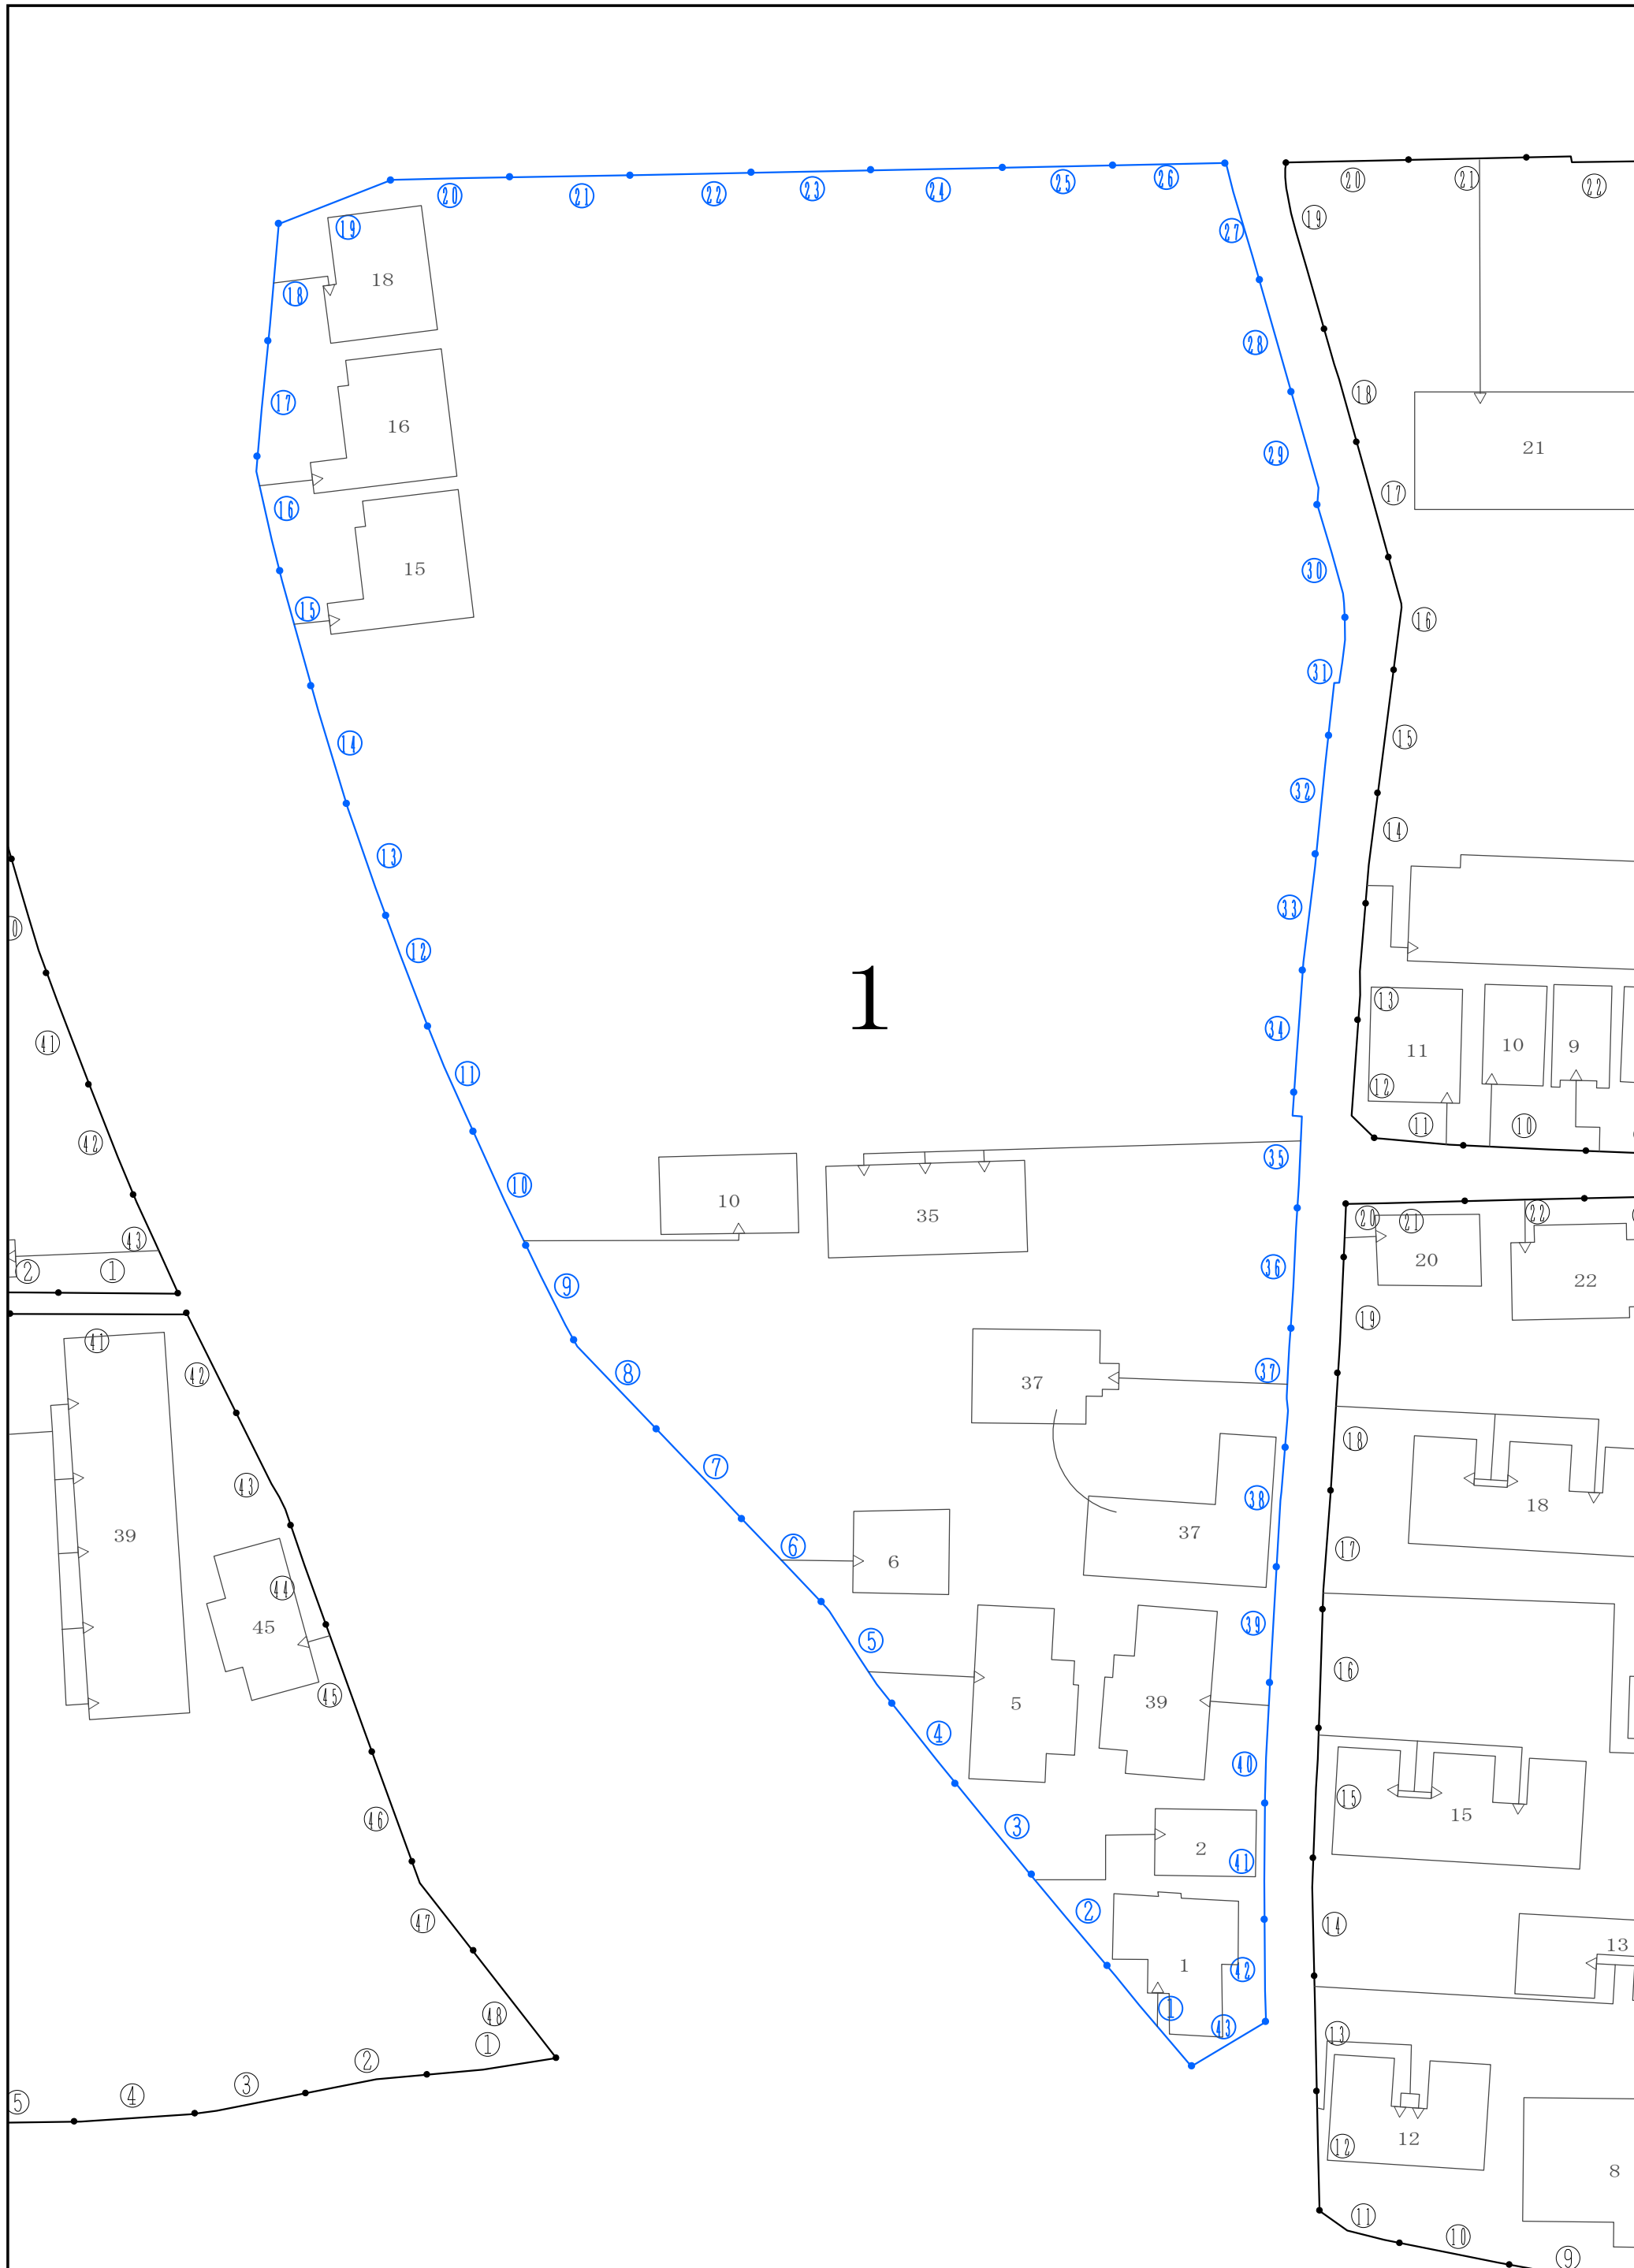 ⑳ ㉑ ㉒ ㉓ ㉔ ㉕ ㉖ ⑳ ㉑ ㉒
⑲ ㉗ ⑲
18
⑱ ㉘
⑰ ⑱
16 ㉙ 21
⑯ ⑰
15 ㉚
⑮ ⑯
㉛
⑭ ㉜ ⑮
⑬ ⑭
⑫ ㉝
1
㊶ ㉞ ⑬
11 10 9
⑪ ⑫
㊷ ⑪ ⑩
⑩ 10 35 ㉟
㊸ ⑳ ㉑ ㉒
② ① ⑨ ㊱ 20 22
㊶ ⑲
㊷ ⑧ 37 ㊲
⑱
㊸ ⑦ ㊳ 18
39 37
⑥ 6 ⑰
㊹
45 ⑤ ㊴
⑯
㊺ 5 39
④ ㊵
⑮
㊻ ③ 15
2 ㊶
㊼ ② ⑭
1 ㊷ 13
㊽ ① ㊸ ⑬
①
②
⑤ ④ ③
12 ⑫
8
⑪ ⑩ ⑨